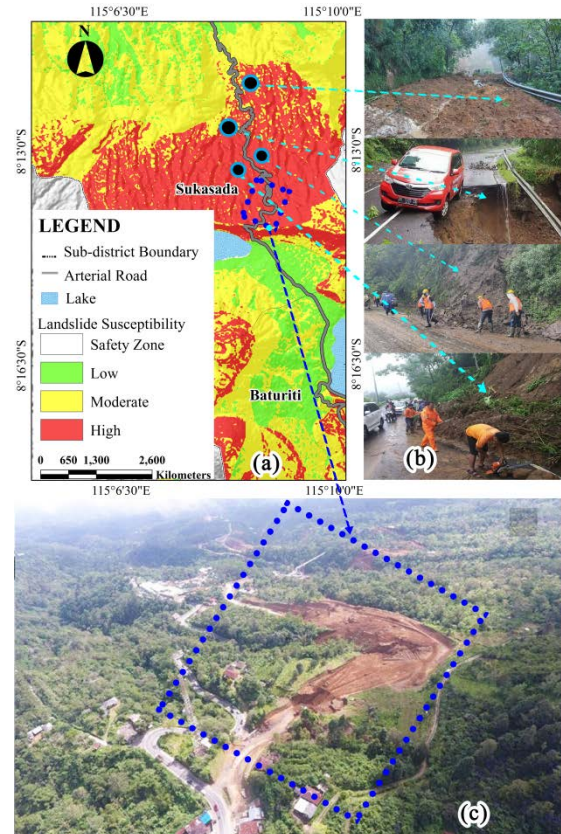 115°6'30"E 115°10'0"E
N
8°13'0"S
8°13'0"S
Sukasada
LEGEND
Sub-district Boundary
Arterial Road
Lake
Landslide Susceptibility
Safety Zone
Low
Moderate
High
0 650 1,300 2,600
Kilometers
8°16'30"S
8°16'30"S
Baturiti
(a)
(b)
115°6'30"E 115°10'0"E
(c)